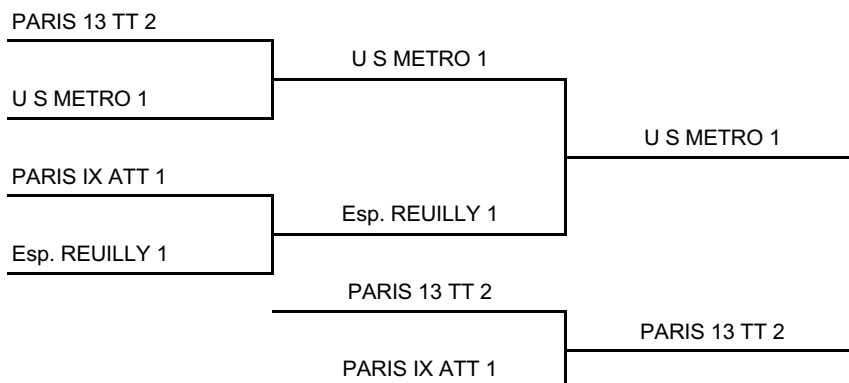 PARIS 13 TT 2
U S METRO 1
U S METRO 1
U S METRO 1
PARIS IX ATT 1
Esp. REUILLY 1
Esp. REUILLY 1
PARIS 13 TT 2
PARIS 13 TT 2
PARIS IX ATT 1